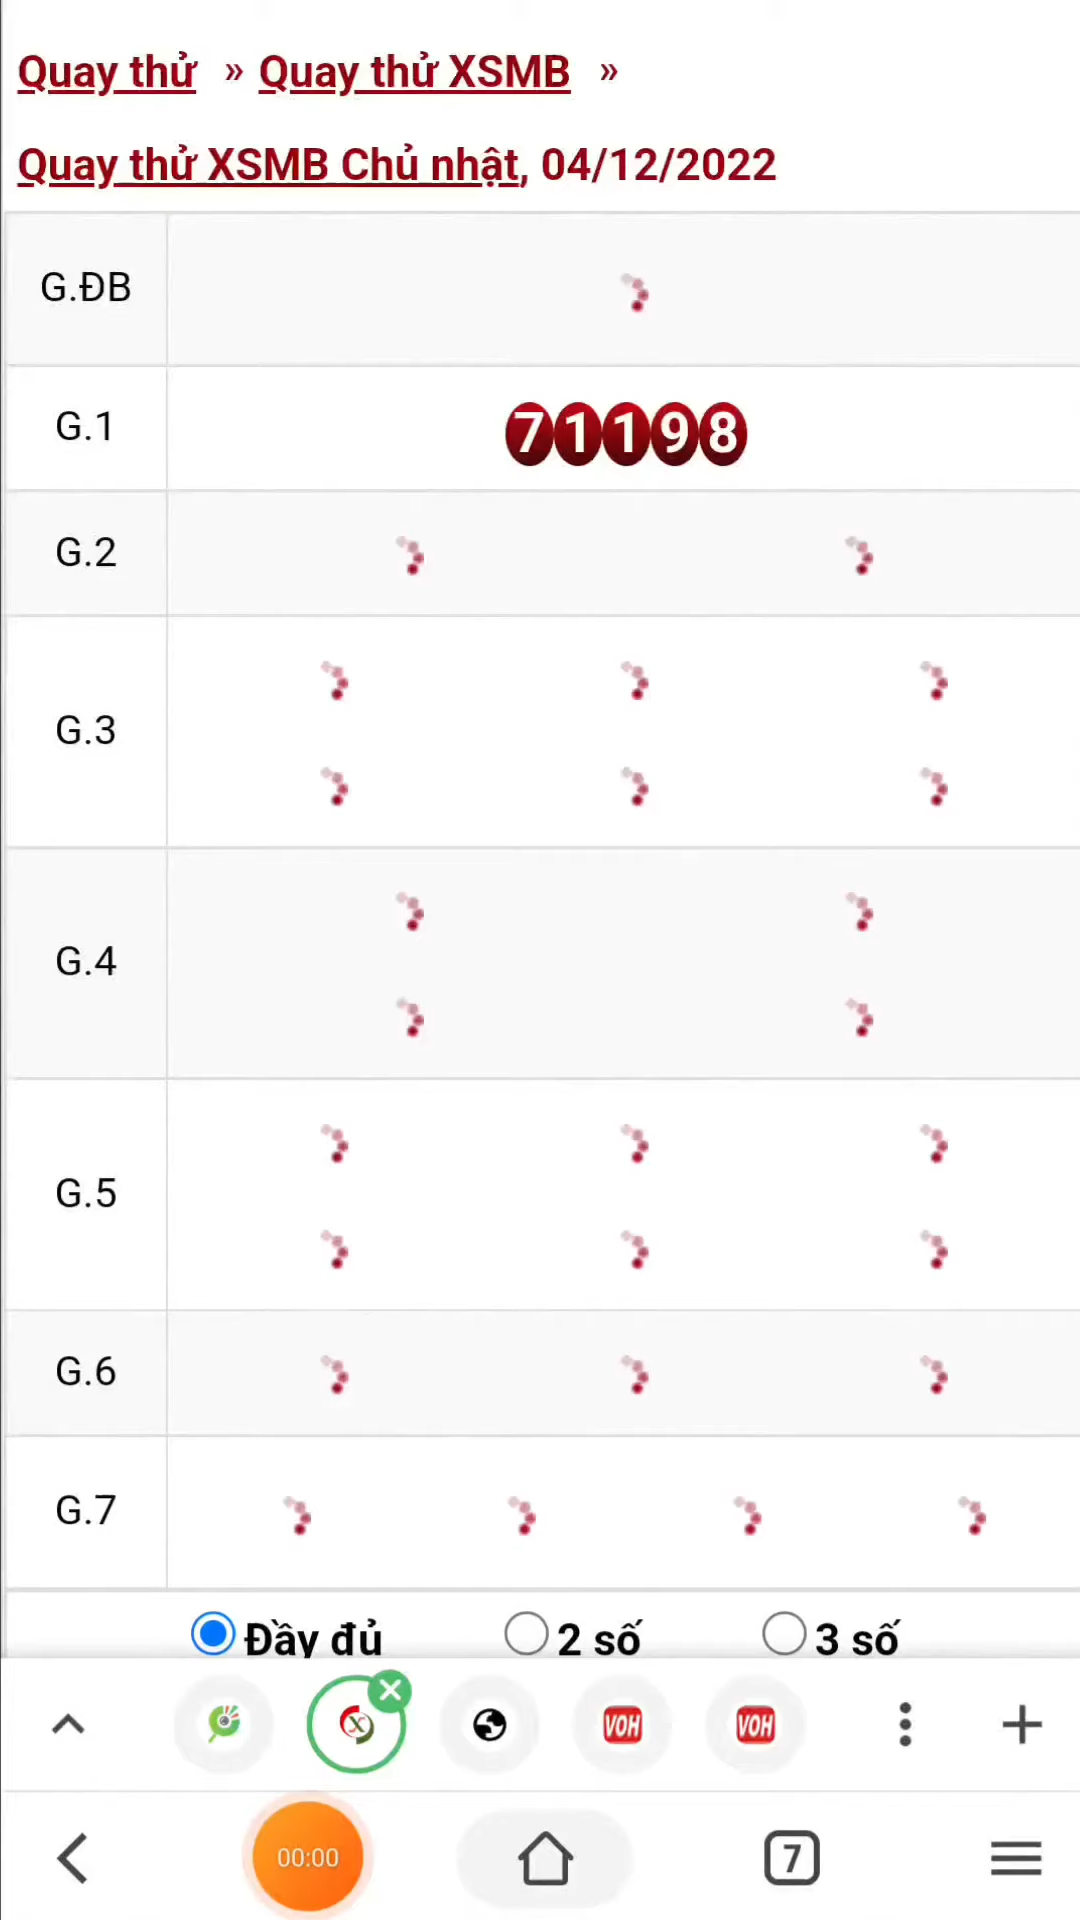 Quay thử » Quay thử XSMB »
Quay thử XSMB Chủ nhật, 04/12/2022
G.ĐB
G.1 71198
G.2
G.3
G.4
G.5
G.6
G.7
Đầy đủ 2 số 3 số
X VOH VOH
00:00 7